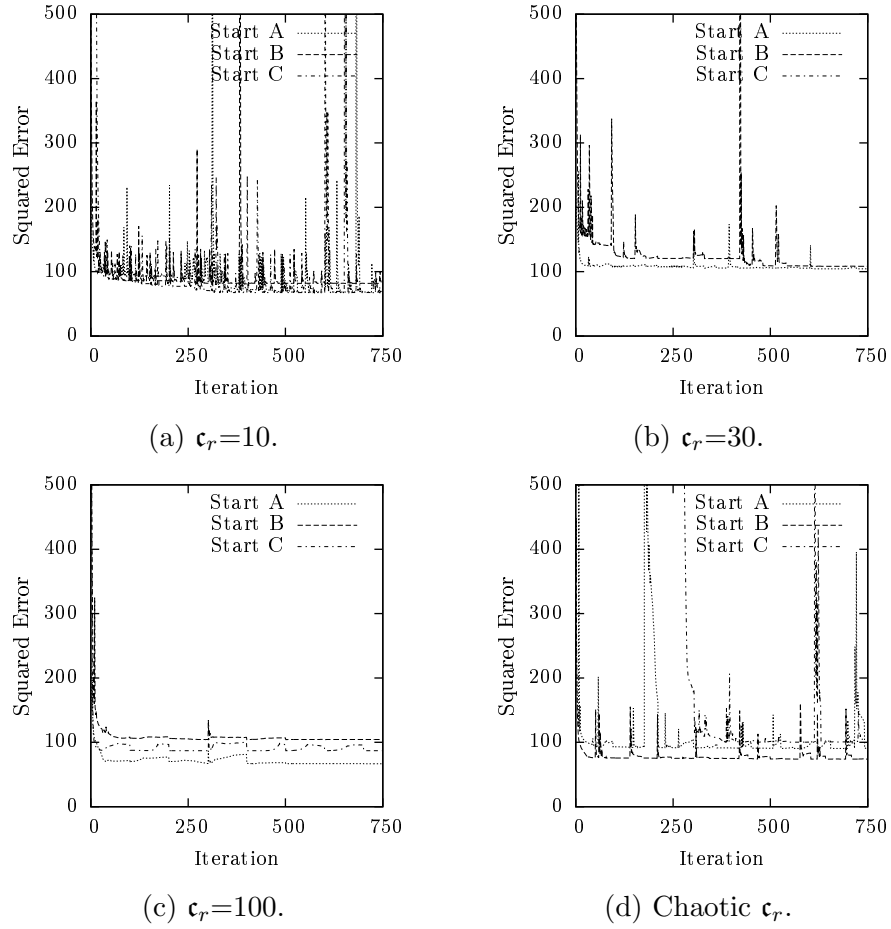 500
400
300
200
100
0
0 250 500 750
Squared Error
Iteration
Start A
Start B
Start C
(a) 𝔠r=10.
500
400
300
200
100
0
0 250 500 750
Squared Error
Iteration
Start A
Start B
Start C
(b) 𝔠r=30.
500
400
300
200
100
0
0 250 500 750
Squared Error
Iteration
Start A
Start B
Start C
(c) 𝔠r=100.
500
400
300
200
100
0
0 250 500 750
Squared Error
Iteration
Start A
Start B
Start C
(d) Chaotic 𝔠r.